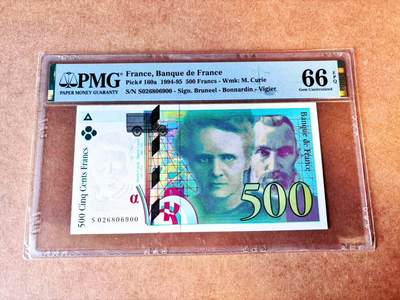 PMG
PAPER MONEY GUARANTY
France, Banque de France
Pick# 160a 1994-95 500 Francs - Wmk: M. Curie
S/N S026806900 - Sign. Bruneel - Bonnardin - Vigier
66 EPQ
Gem Uncirculated
500 Cinq Cents Francs
Banque de France
α
500
S 026806900